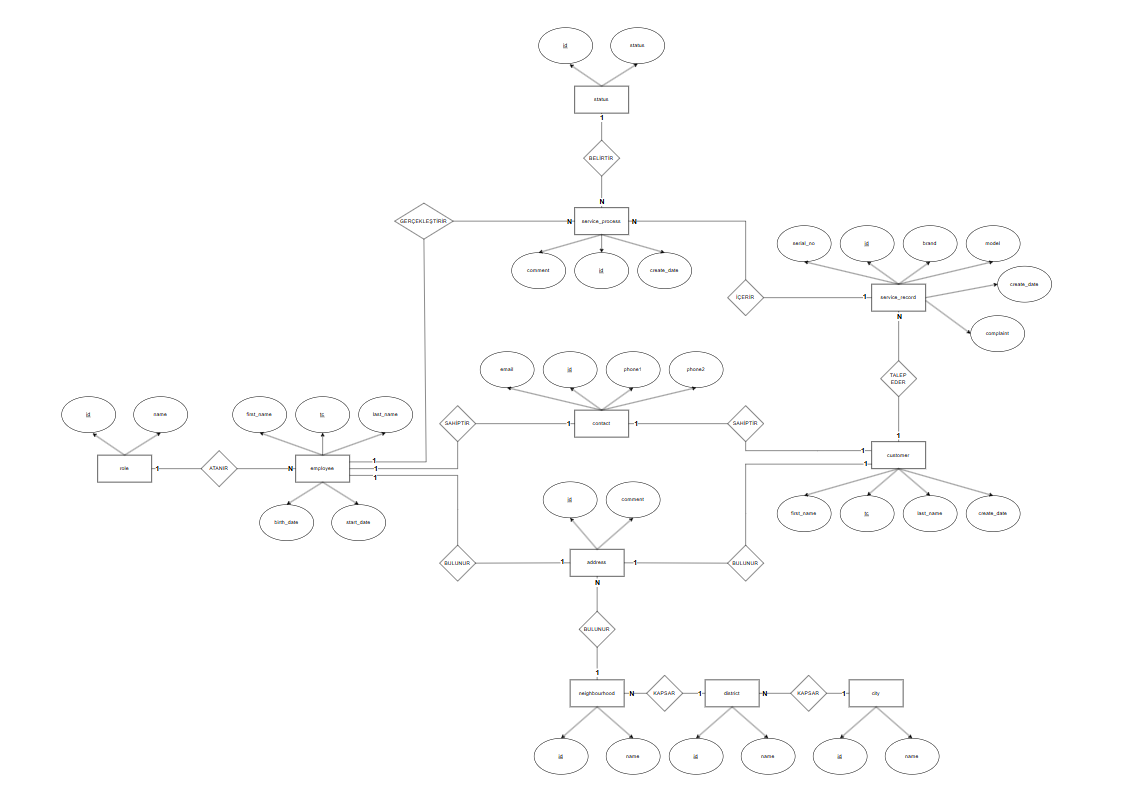 id
status
status
1
BELİRTİR
N
GERÇEKLEŞTİRİR
N
service_process
N
comment
id
create_date
serial_no
id
brand
model
create_date
İÇERİR
1
service_record
N
complaint
email
id
phone1
phone2
TALEP
EDER
id
name
first_name
tc
last_name
SAHİPTİR
1
contact
1
SAHİPTİR
1
1
customer
role
1
ATANIR
N
employee
1
1
1
1
id
comment
first_name
tc
last_name
create_date
birth_date
start_date
BULUNUR
1
address
1
BULUNUR
N
BULUNUR
1
neighbourhood
N
KAPSAR
1
district
N
KAPSAR
1
city
id
name
id
name
id
name